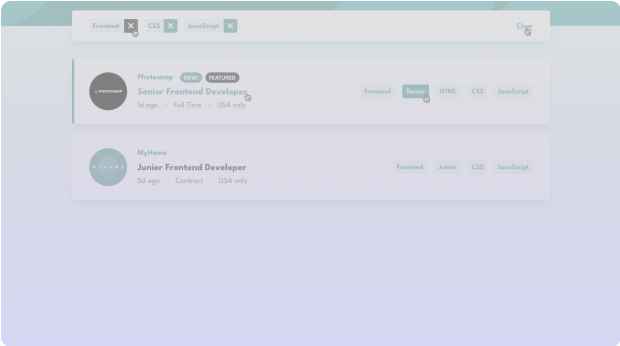 Frontend CSS JavaScript Clear
Photosnap NEW! FEATURED
PHOTOSNAP
Senior Frontend Developer
Frontend Senior HTML CSS JavaScript
1d ago • Full Time • USA only
MyHome
MYHOME
Junior Frontend Developer
Frontend Junior CSS JavaScript
5d ago • Contract • USA only